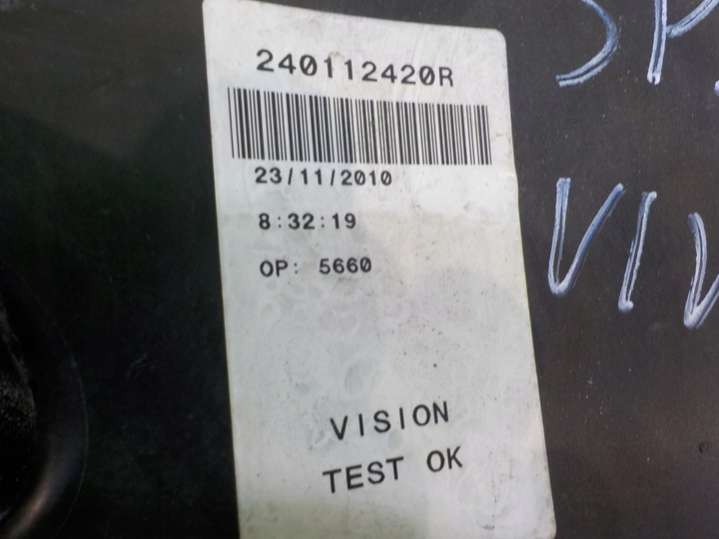 240112420R
23/11/2010
8:32:19
OP: 5660
VISION
TEST OK